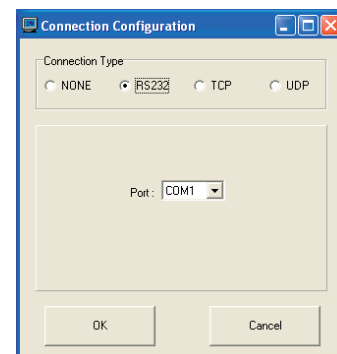 Connection Configuration
Connection Type
NONE RS232 TCP UDP
Port : COM1
OK Cancel